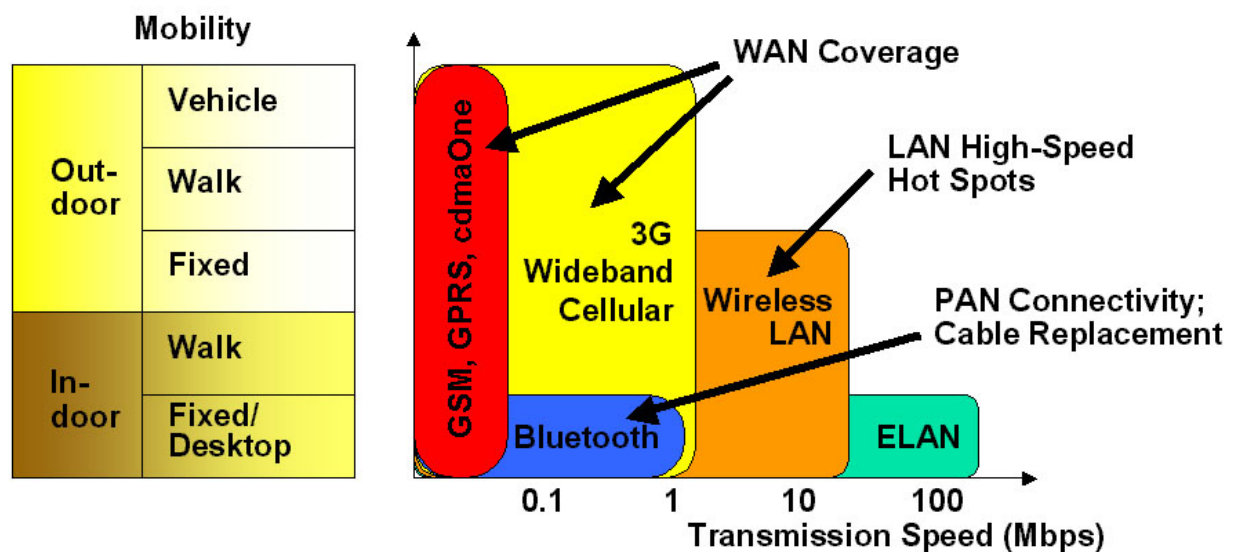 Mobility
Out-
door
Vehicle
Walk
Fixed
In-
door
Walk
Fixed/
Desktop
WAN Coverage
LAN High-Speed
Hot Spots
PAN Connectivity;
Cable Replacement
GSM, GPRS, cdmaOne
3G
Wideband
Cellular
Wireless
LAN
Bluetooth
ELAN
0.1 1 10 100
Transmission Speed (Mbps)